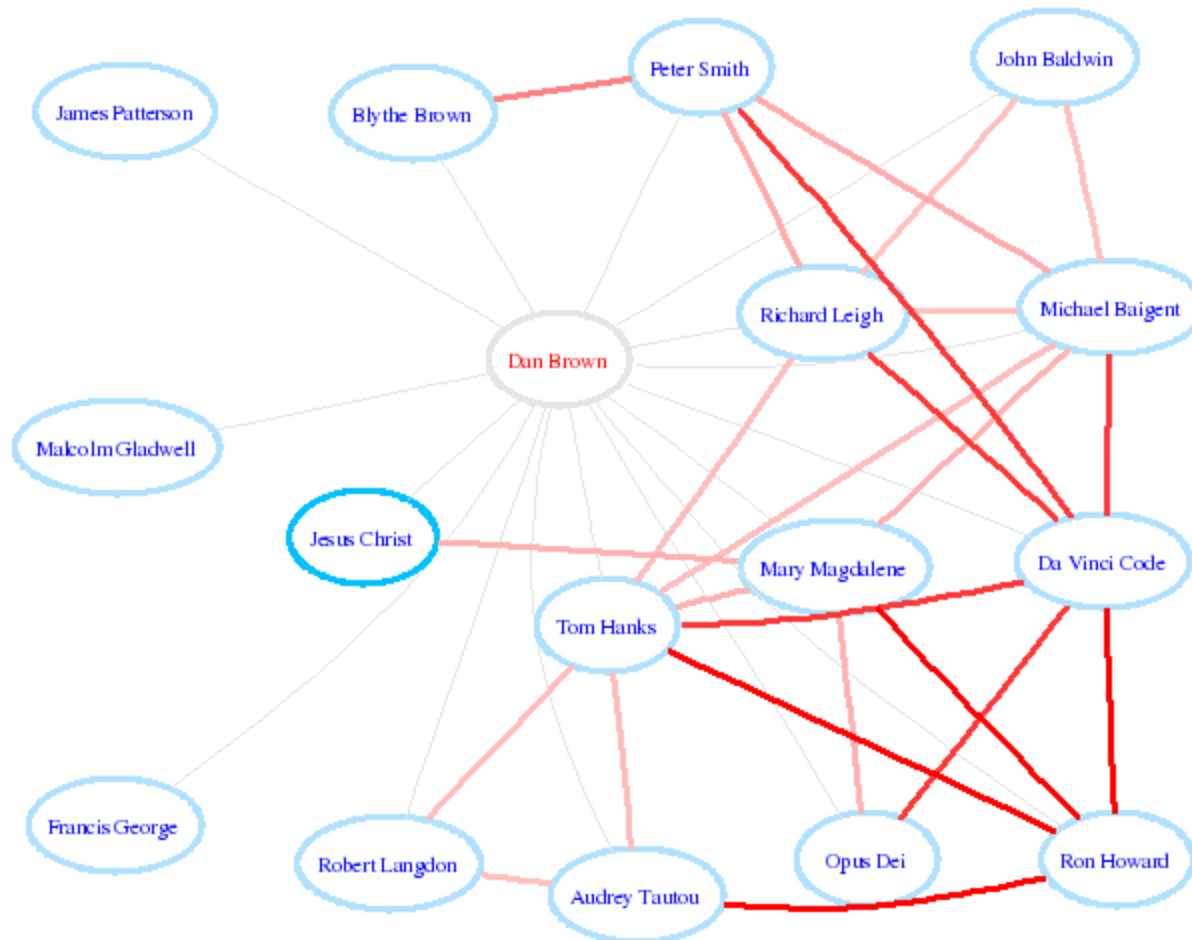 Peter Smith
John Baldwin
James Patterson
Blythe Brown
Richard Leigh
Michael Baigent
Dan Brown
Malcolm Gladwell
Jesus Christ
Mary Magdalene
Da Vinci Code
Tom Hanks
Francis George
Robert Langdon
Opus Dei
Ron Howard
Audrey Tautou